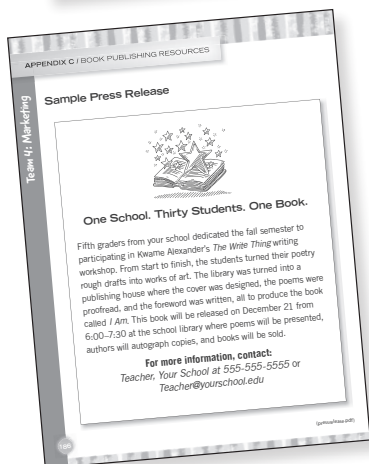 APPENDIX C / BOOK PUBLISHING RESOURCES
Team 4: Marketing
Sample Press Release
One School. Thirty Students. One Book.
Fifth graders from your school dedicated the fall semester to
participating in Kwame Alexander's The Write Thing writing
workshop. From start to finish, the students turned their poetry
rough drafts into works of art. The library was turned into a
publishing house where the cover was designed, the poems were
proofread, and the foreword was written, all to produce the book
called I Am. This book will be released on December 21 from
6:00–7:30 at the school library where poems will be presented,
authors will autograph copies, and books will be sold.
For more information, contact:
Teacher, Your School at 555-555-5555 or
Teacher@yourschool.edu